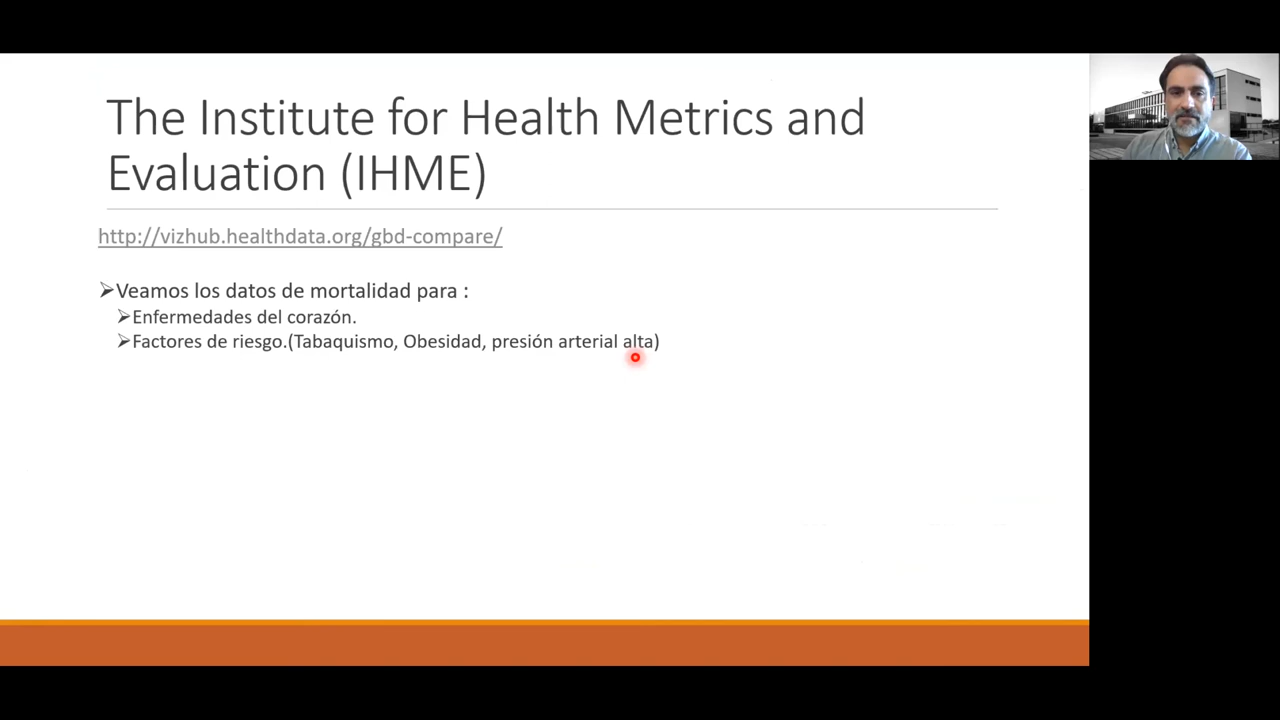 The Institute for Health Metrics and
Evaluation (IHME)
http://vizhub.healthdata.org/gbd-compare/
➢Veamos los datos de mortalidad para :
➢Enfermedades del corazón.
➢Factores de riesgo.(Tabaquismo, Obesidad, presión arterial alta)